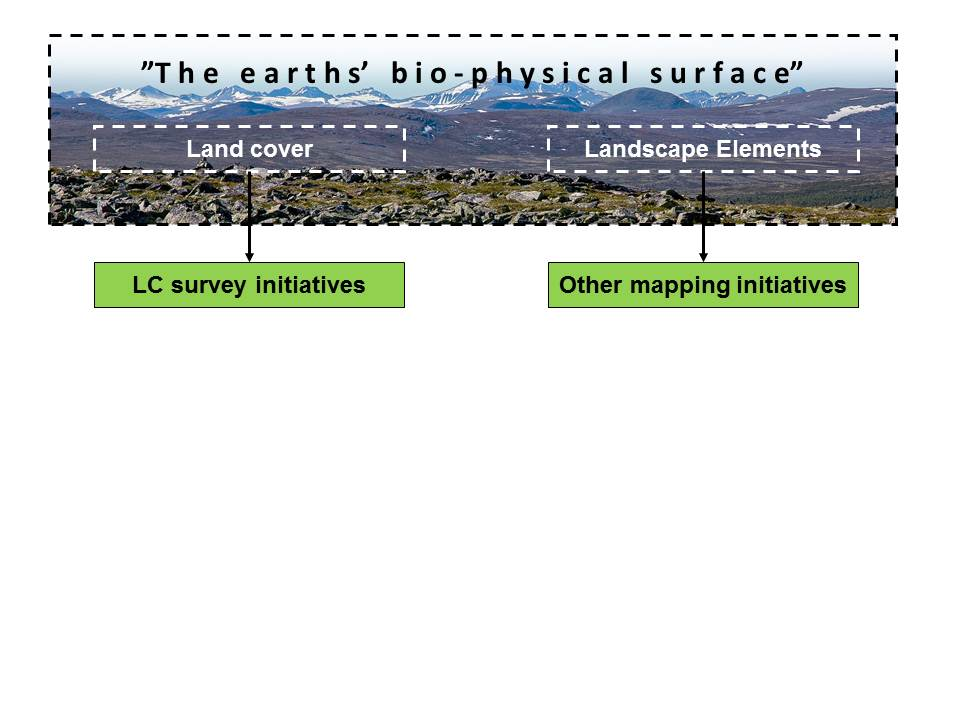 ”The earths’ bio-physical surface”
Land cover
Landscape Elements
LC survey initiatives
Other mapping initiatives